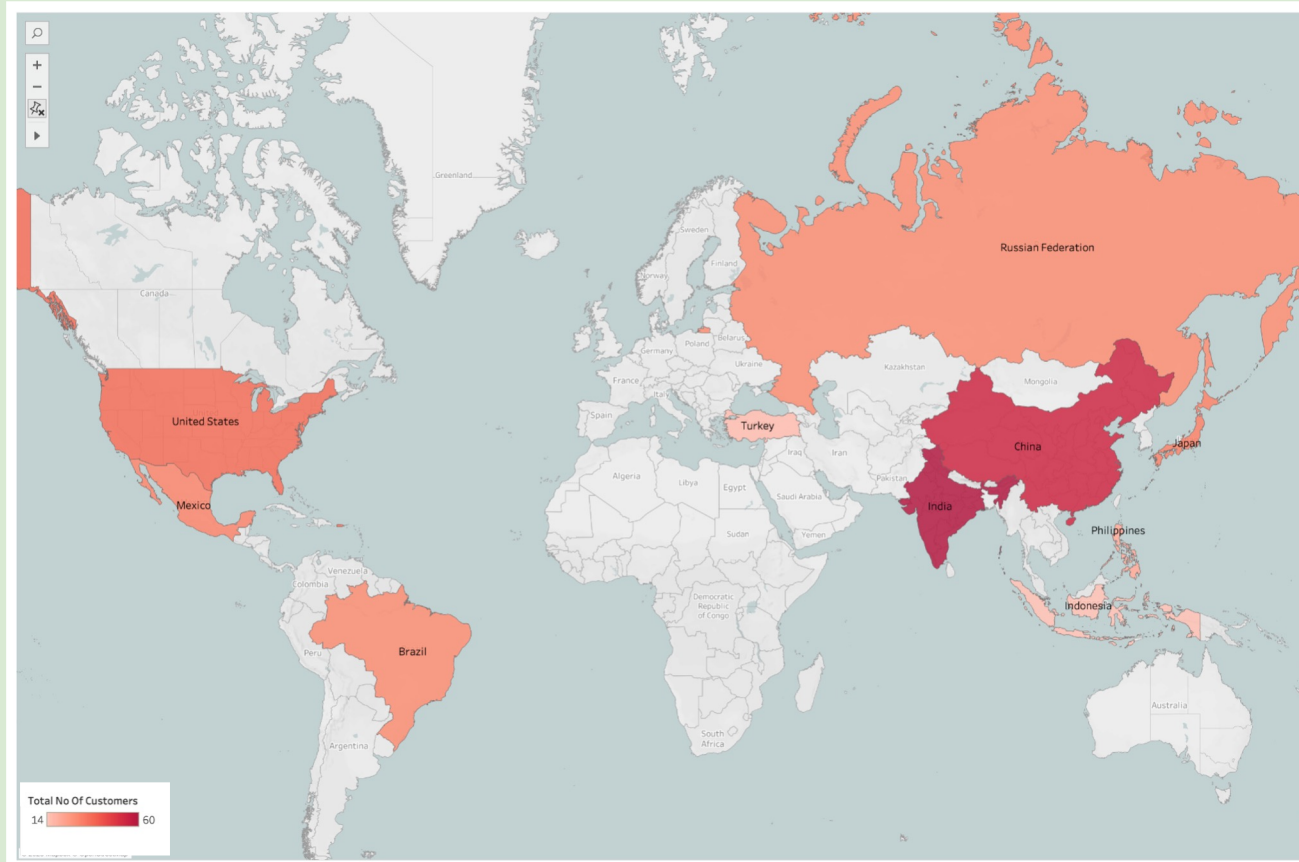 Greenland
Sweden
Finland
Norway
Russian Federation
Canada
Poland
Belarus
Germany
Ukraine
Kazakhstan
Mongolia
France
Spain
United States
Turkey
China
Japan
Iraq
Iran
Algeria
Libya
Egypt
Pakistan
Saudi Arabia
India
Mexico
Sudan
Yemen
Philippines
Venezuela
Colombia
Democratic
Republic
of Congo
Indonesia
Peru
Brazil
Australia
South
Africa
Argentina
Total No Of Customers
14 60